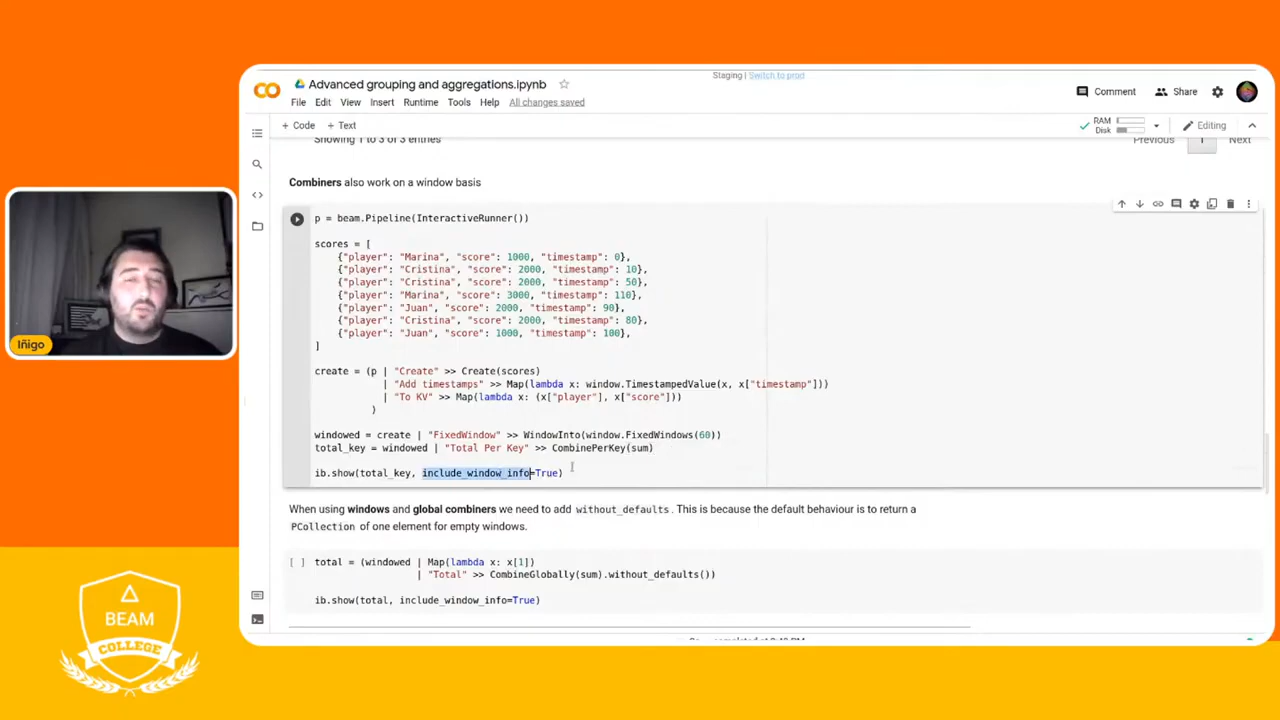 Staging | Switch to prod
Advanced grouping and aggregations.ipynb
Comment
Share
File Edit View Insert Runtime Tools Help All changes saved
+ Code + Text
RAM
Disk
Editing
Showing 1 to 3 of 3 entries
Previous 1 Next
Combiners also work on a window basis
p = beam.Pipeline(InteractiveRunner())
scores = [
{"player": "Marina", "score": 1000, "timestamp": 0},
{"player": "Cristina", "score": 2000, "timestamp": 10},
{"player": "Cristina", "score": 2000, "timestamp": 50},
{"player": "Marina", "score": 3000, "timestamp": 110},
{"player": "Juan", "score": 2000, "timestamp": 90},
{"player": "Cristina", "score": 2000, "timestamp": 80},
{"player": "Juan", "score": 1000, "timestamp": 100},
]
create = (p | "Create" >> Create(scores)
| "Add timestamps" >> Map(lambda x: window.TimestampedValue(x, x["timestamp"]))
| "To KV" >> Map(lambda x: (x["player"], x["score"]))
)
windowed = create | "FixedWindow" >> WindowInto(window.FixedWindows(60))
total_key = windowed | "Total Per Key" >> CombinePerKey(sum)
ib.show(total_key, include_window_info=True)
When using windows and global combiners we need to add without_defaults. This is because the default behaviour is to return a
PCollection of one element for empty windows.
[ ] total = (windowed | Map(lambda x: x[1])
| "Total" >> CombineGlobally(sum).without_defaults())
ib.show(total, include_window_info=True)
Iñigo
BEAM
COLLEGE